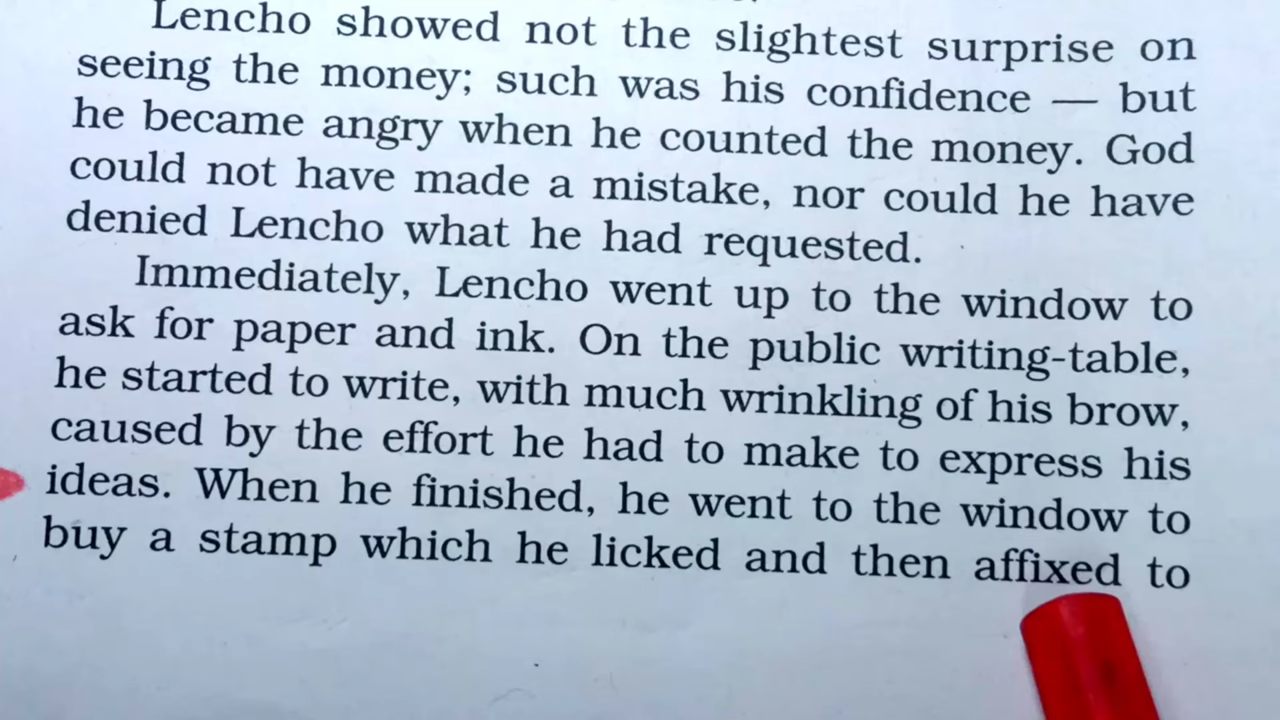 Lencho showed not the slightest surprise on
seeing the money; such was his confidence — but
he became angry when he counted the money. God
could not have made a mistake, nor could he have
denied Lencho what he had requested.
Immediately, Lencho went up to the window to
ask for paper and ink. On the public writing-table,
he started to write, with much wrinkling of his brow,
caused by the effort he had to make to express his
ideas. When he finished, he went to the window to
buy a stamp which he licked and then affixed to